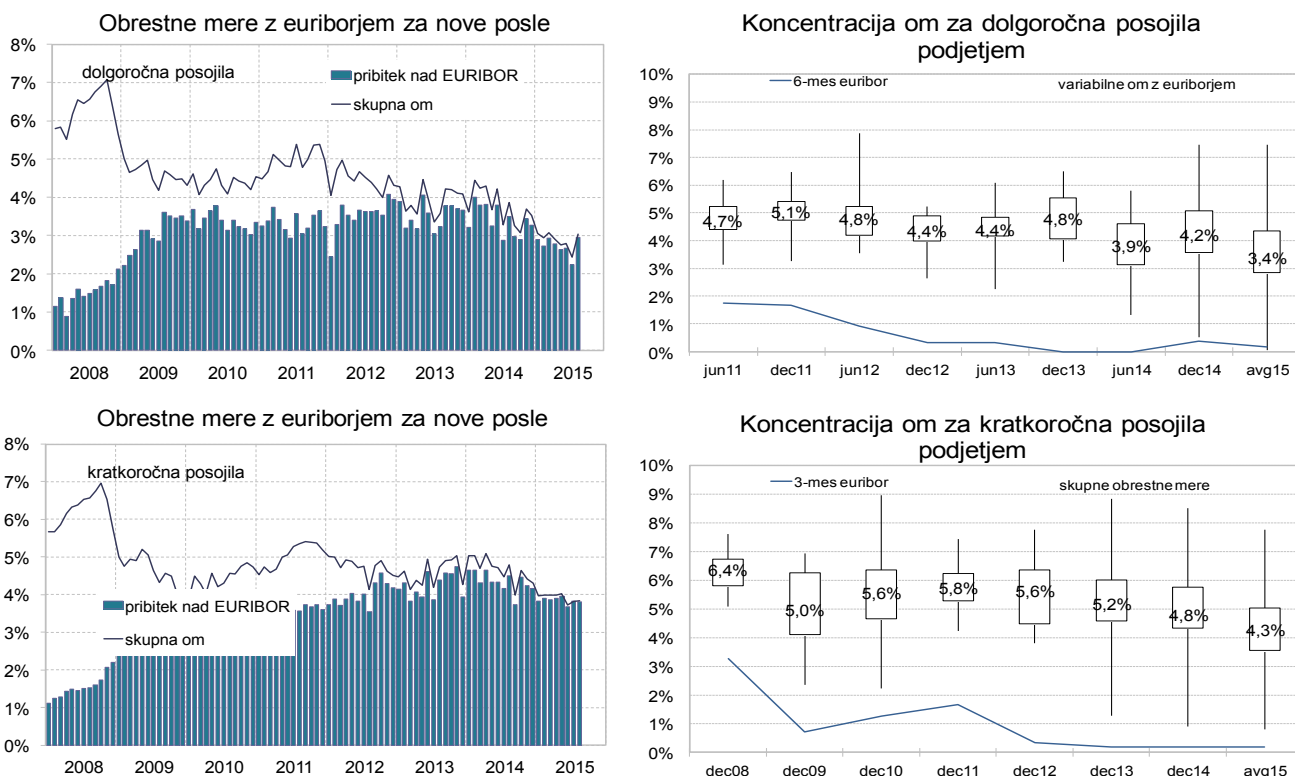 Obrestne mere z euriborjem za nove posle
8%
7%
6%
5%
4%
3%
2%
1%
0%
dolgoročna posojila
pribitek nad EURIBOR
skupna om
2008 2009 2010 2011 2012 2013 2014 2015
Koncentracija om za dolgoročna posojila
podjetjem
10%
9%
8%
7%
6%
5%
4%
3%
2%
1%
0%
6-mes euribor
variabilne om z euriborjem
4,7% 5,1% 4,8% 4,4% 4,4% 4,8% 3,9% 4,2% 3,4%
jun11 dec11 jun12 dec12 jun13 dec13 jun14 dec14 avg15
Obrestne mere z euriborjem za nove posle
8%
7%
6%
5%
4%
3%
2%
1%
0%
kratkoročna posojila
pribitek nad EURIBOR
skupna om
2008 2009 2010 2011 2012 2013 2014 2015
Koncentracija om za kratkoročna posojila
podjetjem
10%
9%
8%
7%
6%
5%
4%
3%
2%
1%
0%
3-mes euribor
skupne obrestne mere
6,4% 5,0% 5,6% 5,8% 5,6% 5,2% 4,8% 4,3%
dec08 dec09 dec10 dec11 dec12 dec13 dec14 avg15